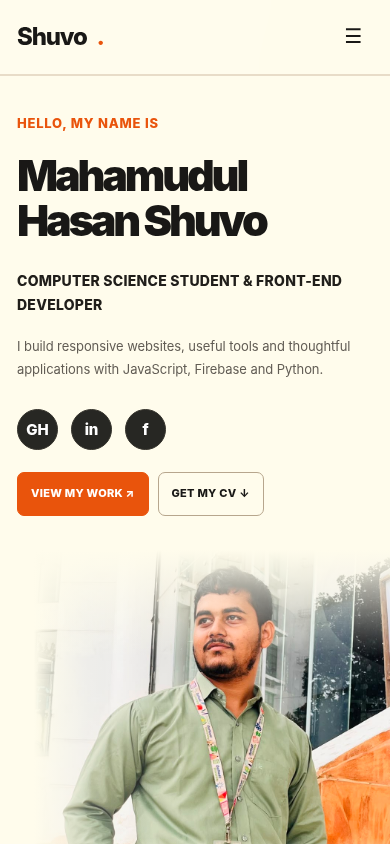 Shuvo .
HELLO, MY NAME IS
Mahamudul
Hasan Shuvo
COMPUTER SCIENCE STUDENT & FRONT-END
DEVELOPER
I build responsive websites, useful tools and thoughtful
applications with JavaScript, Firebase and Python.
GH in f
VIEW MY WORK ↗ GET MY CV ↓